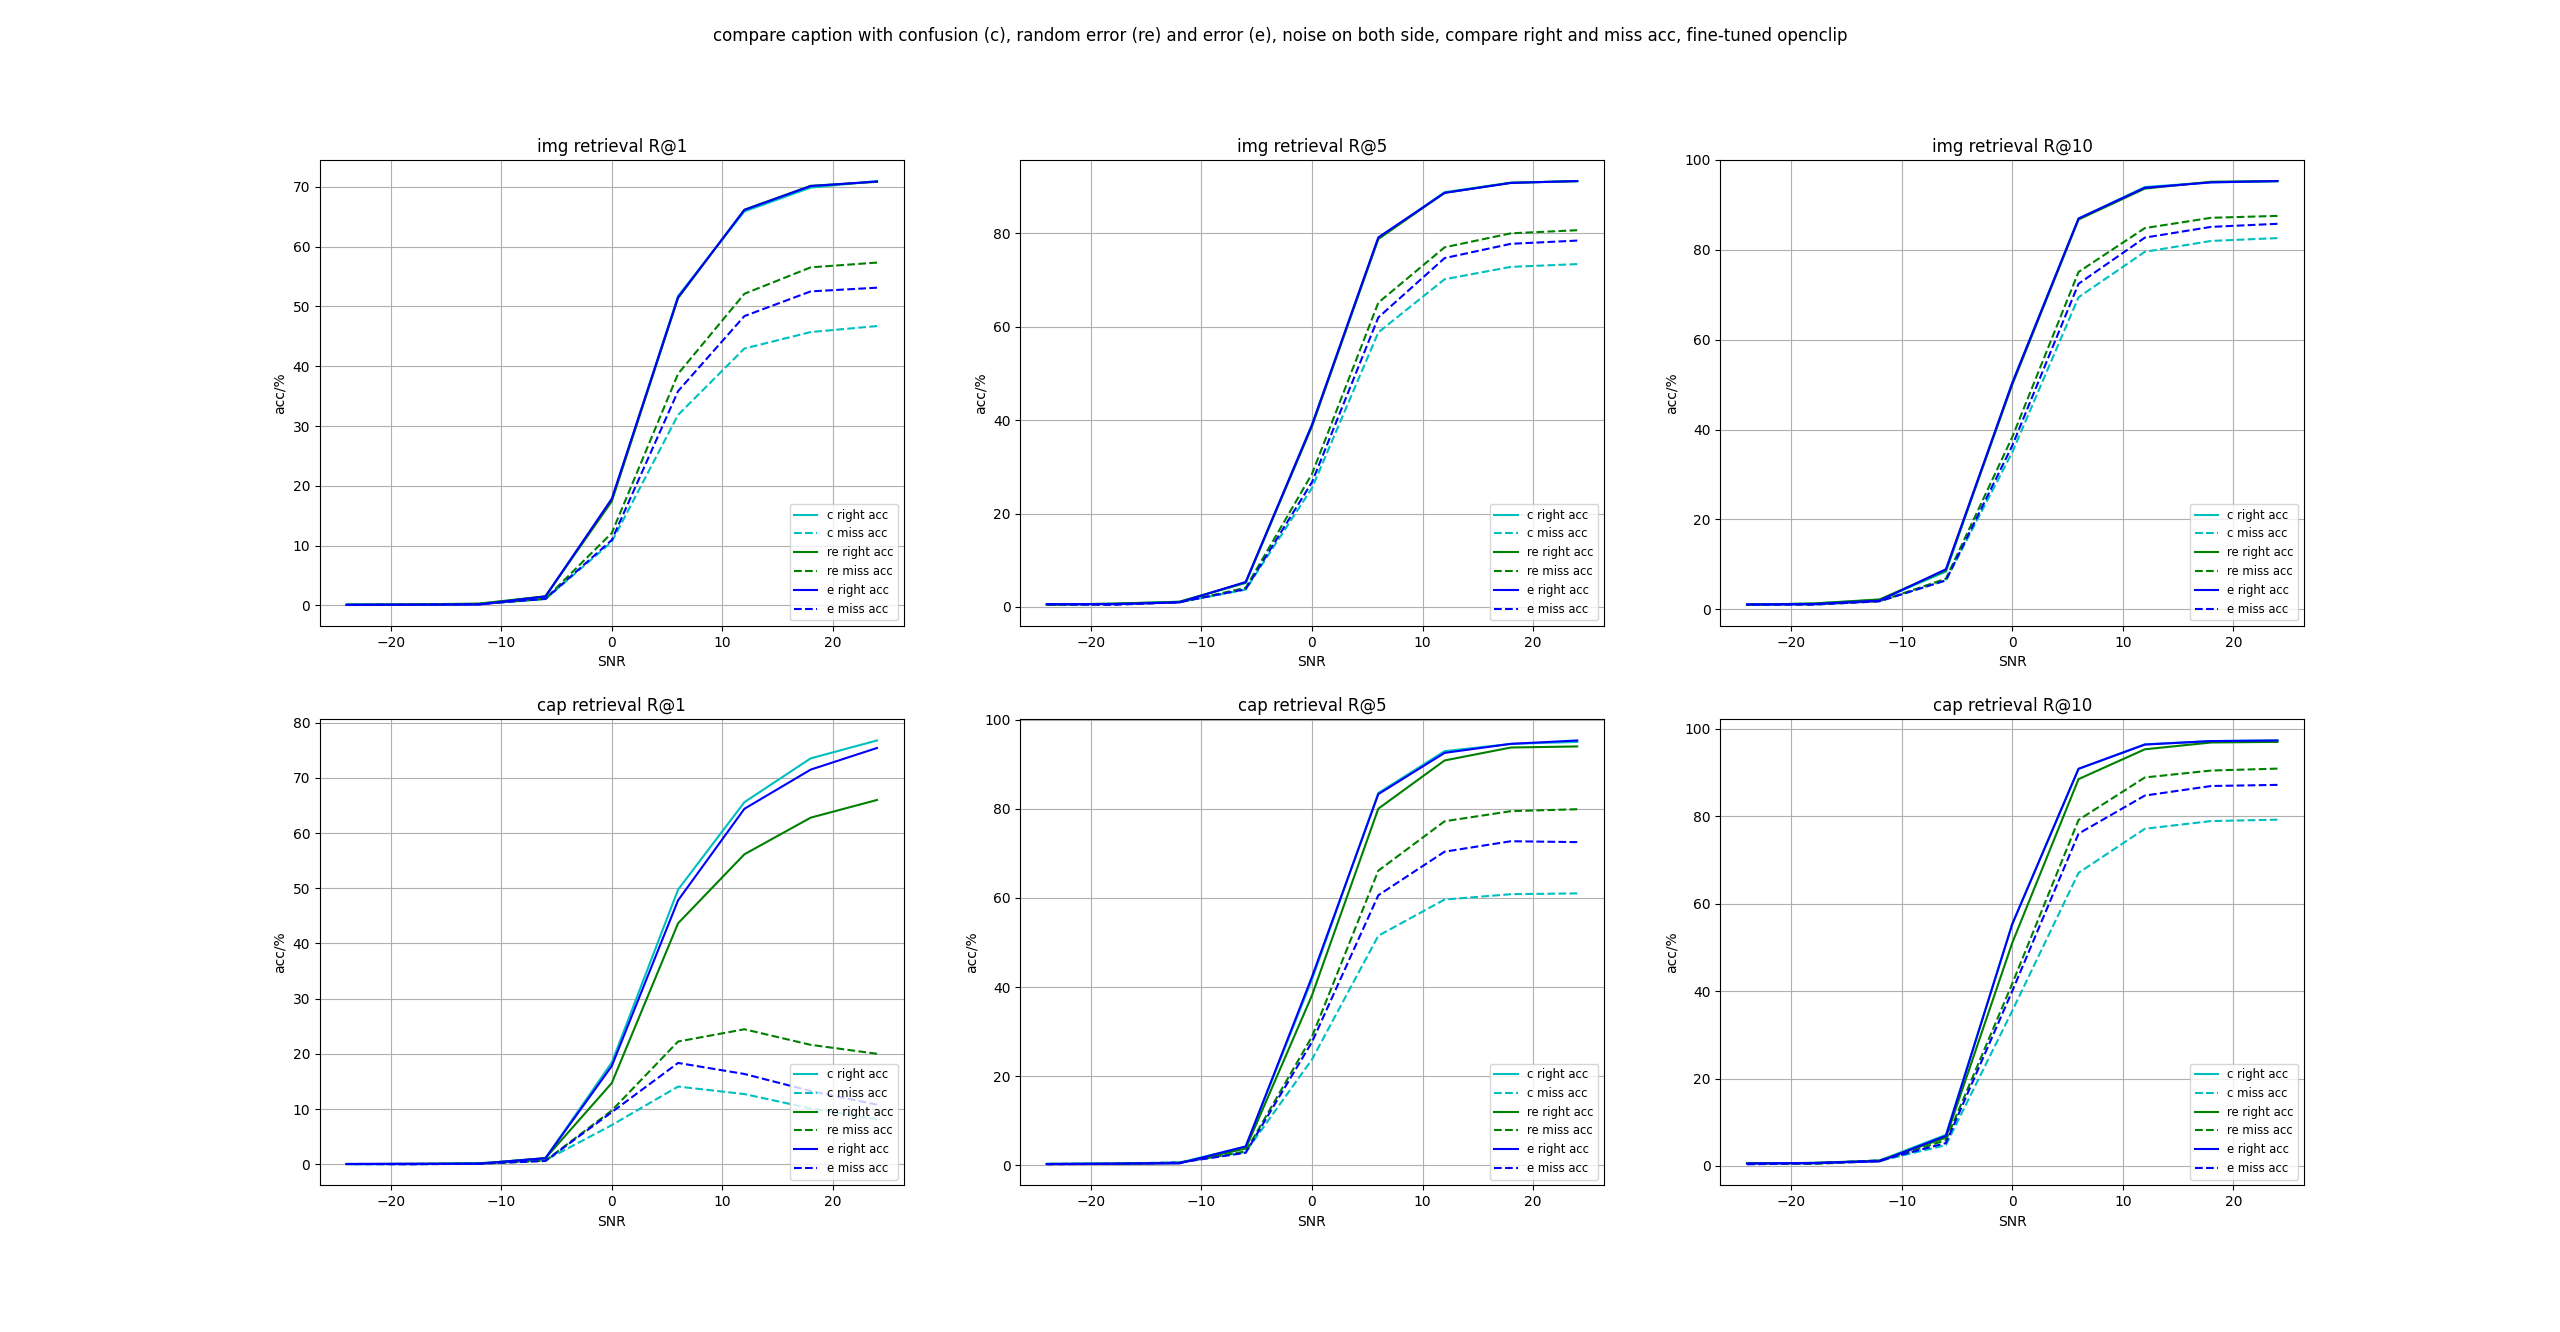 compare caption with confusion (c), random error (re) and error (e), noise on both side, compare right and miss acc, fine-tuned openclip
img retrieval R@1
acc/%
70
60
50
40
30
20
10
0
−20 −10 0 10 20
SNR
c right acc
c miss acc
re right acc
re miss acc
e right acc
e miss acc
img retrieval R@5
acc/%
80
60
40
20
0
−20 −10 0 10 20
SNR
c right acc
c miss acc
re right acc
re miss acc
e right acc
e miss acc
img retrieval R@10
acc/%
100
80
60
40
20
0
−20 −10 0 10 20
SNR
c right acc
c miss acc
re right acc
re miss acc
e right acc
e miss acc
cap retrieval R@1
acc/%
80
70
60
50
40
30
20
10
0
−20 −10 0 10 20
SNR
c right acc
c miss acc
re right acc
re miss acc
e right acc
e miss acc
cap retrieval R@5
acc/%
100
80
60
40
20
0
−20 −10 0 10 20
SNR
c right acc
c miss acc
re right acc
re miss acc
e right acc
e miss acc
cap retrieval R@10
acc/%
100
80
60
40
20
0
−20 −10 0 10 20
SNR
c right acc
c miss acc
re right acc
re miss acc
e right acc
e miss acc